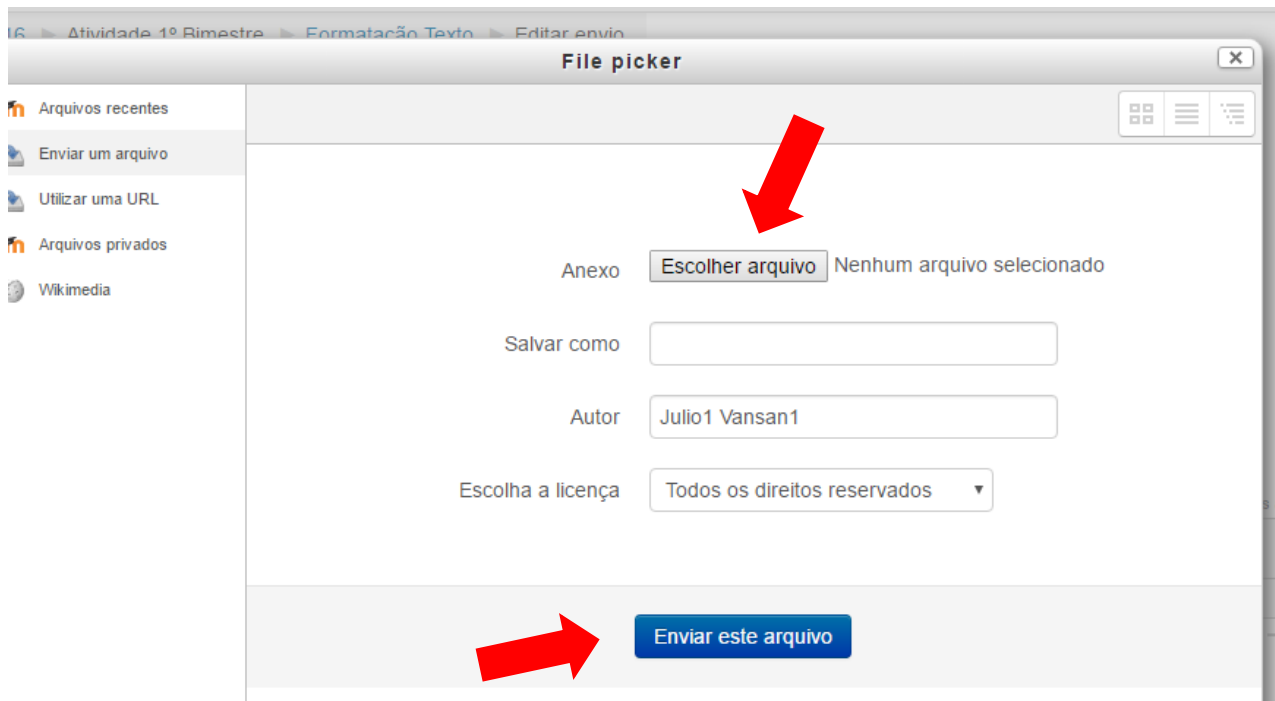 16 ► Atividade 1º Bimestre ► Formatação Texto ► Editar envio
File picker
Arquivos recentes
Enviar um arquivo
Utilizar uma URL
Arquivos privados
Wikimedia
Anexo Escolher arquivo Nenhum arquivo selecionado
Salvar como
Autor Julio1 Vansan1
Escolha a licença Todos os direitos reservados
Enviar este arquivo